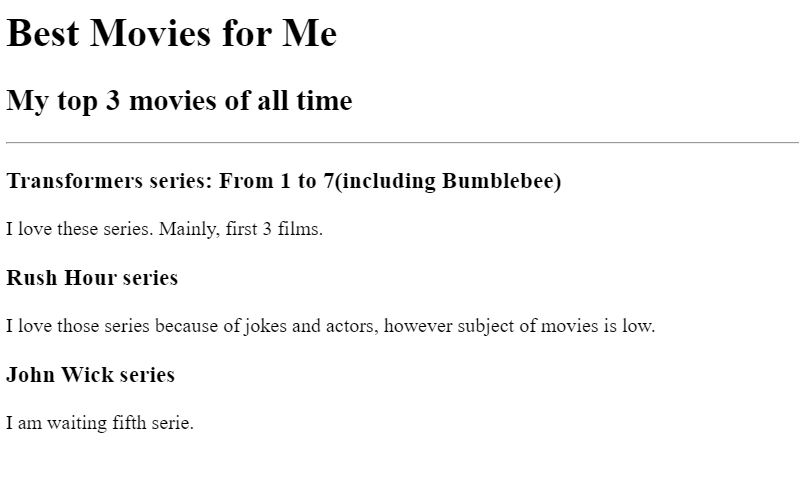 Best Movies for Me
My top 3 movies of all time
Transformers series: From 1 to 7(including Bumblebee)
I love these series. Mainly, first 3 films.
Rush Hour series
I love those series because of jokes and actors, however subject of movies is low.
John Wick series
I am waiting fifth serie.